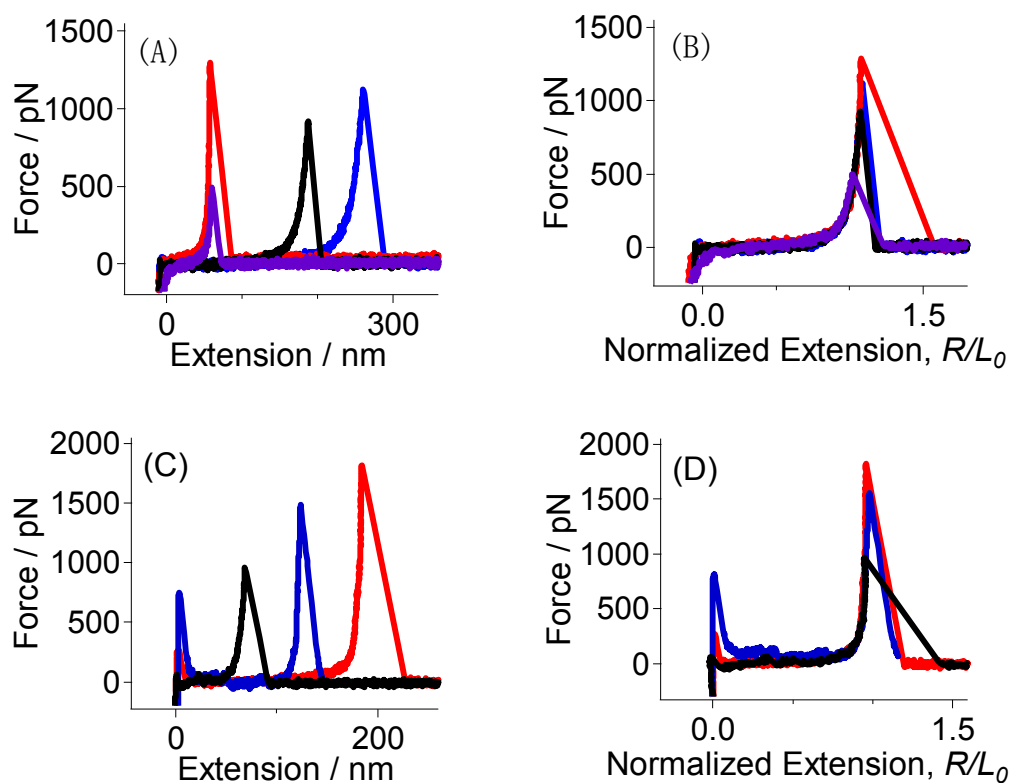 1500
(A)
1000
500
0
Force / pN
0
300
Extension / nm
1500
(B)
1000
500
0
Force / pN
0.0
1.5
Normalized Extension, R/L0
2000
(C)
1500
1000
500
0
Force / pN
0
200
Extension / nm
2000
(D)
1500
1000
500
0
Force / pN
0.0
1.5
Normalized Extension, R/L0